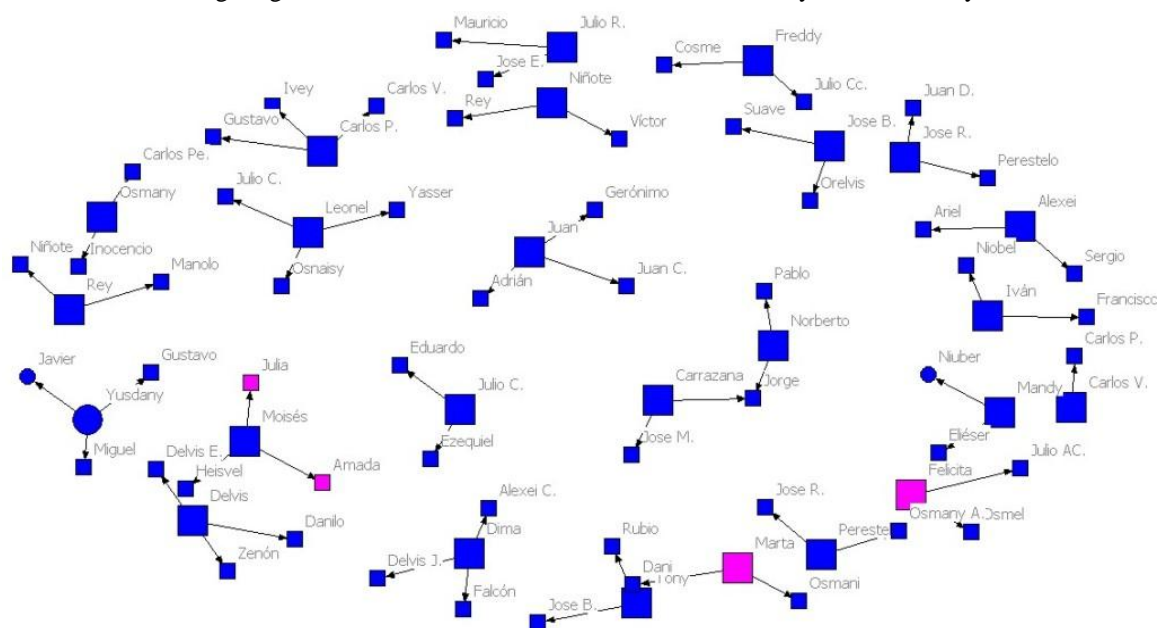 Mauricio
Julio R.
Jose E.
Cosme
Freddy
Julio Cc.
Ivey
Carlos V.
Gustavo
Carlos P.
Rey
Niñote
Víctor
Suave
Jose B.
Orelvis
Juan D.
Jose R.
Perestelo
Carlos Pe.
Osmany
Inocencio
Julio C.
Leonel
Yasser
Osnaisy
Gerónimo
Juan
Adrián
Juan C.
Ariel
Alexei
Sergio
Niñote
Rey
Manolo
Niobel
Iván
Francisco
Pablo
Norberto
Jorge
Carrazana
Jose M.
Javier
Yusdany
Gustavo
Miguel
Julia
Moisés
Amada
Heisvel
Eduardo
Julio C.
Ezequiel
Niuber
Mandy
Eliéser
Carlos P.
Carlos V.
Delvis E.
Delvis
Danilo
Zenón
Alexei C.
Dima
Delvis J.
Falcón
Felicita
Julio AC.
Osmany A.
Jose R.
Rubio
Dani
Jose B.
Marta
Osmani